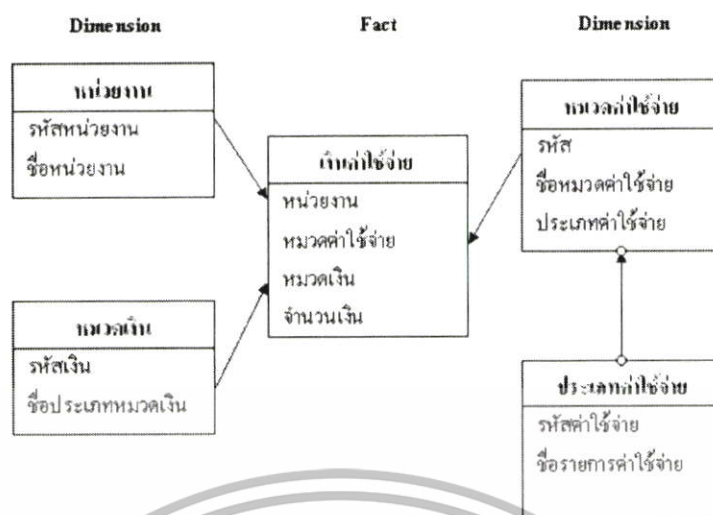 Dimension
Fact
Dimension
หน่วยงาน
รหัสหน่วยงาน
ชื่อหน่วยงาน
หมวดเงิน
รหัสเงิน
ชื่อประเภทหมวดเงิน
เงินค่าใช้จ่าย
หน่วยงาน
หมวดค่าใช้จ่าย
หมวดเงิน
จำนวนเงิน
หมวดค่าใช้จ่าย
รหัส
ชื่อหมวดค่าใช้จ่าย
ประเภทค่าใช้จ่าย
ประเภทค่าใช้จ่าย
รหัสค่าใช้จ่าย
ชื่อรายการค่าใช้จ่าย